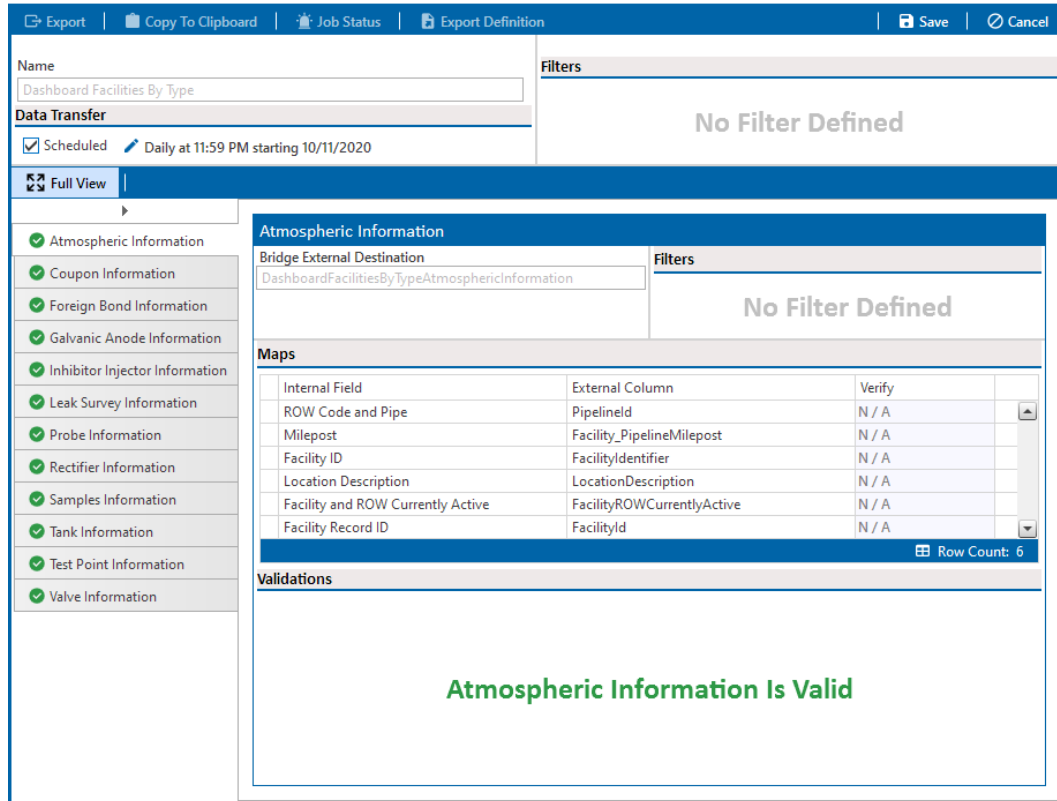 Export Copy To Clipboard Job Status Export Definition Save Cancel
Name
Dashboard Facilities By Type
Data Transfer
Scheduled Daily at 11:59 PM starting 10/11/2020
Filters
No Filter Defined
Full View
Atmospheric Information
Coupon Information
Foreign Bond Information
Galvanic Anode Information
Inhibitor Injector Information
Leak Survey Information
Probe Information
Rectifier Information
Samples Information
Tank Information
Test Point Information
Valve Information
Atmospheric Information
Bridge External Destination
DashboardFacilitiesByTypeAtmosphericInformation
Filters
No Filter Defined
Maps
Internal Field External Column Verify
ROW Code and Pipe PipelineId N / A
Milepost Facility_PipelineMilepost N / A
Facility ID FacilityIdentifier N / A
Location Description LocationDescription N / A
Facility and ROW Currently Active FacilityROWCurrentlyActive N / A
Facility Record ID FacilityId N / A
Row Count: 6
Validations
Atmospheric Information Is Valid